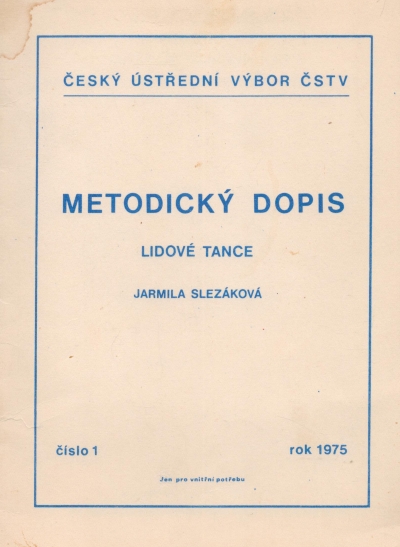 ČESKÝ ÚSTŘEDNÍ VÝBOR ČSTV
METODICKÝ DOPIS
LIDOVÉ TANCE
JARMILA SLEZÁKOVÁ
číslo 1 rok 1975
Jen pro vnitřní potřebu